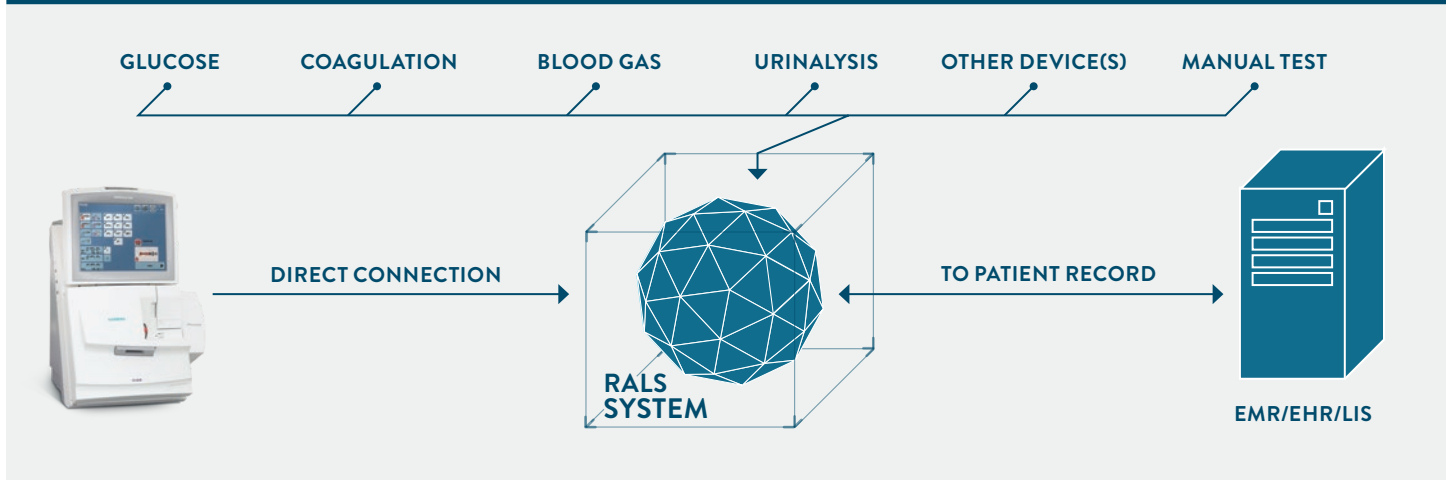 GLUCOSE
COAGULATION
BLOOD GAS
URINALYSIS
OTHER DEVICE(S)
MANUAL TEST
DIRECT CONNECTION
TO PATIENT RECORD
RALS
SYSTEM
EMR/EHR/LIS